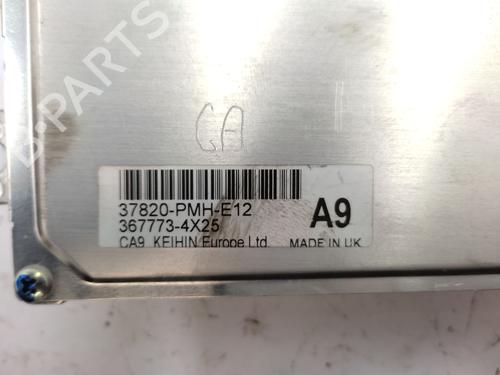 B-PARTS
CA
37820-PMH-E12
367773-4X25
A9
CA9 KEIHIN Europe Ltd. MADE IN UK